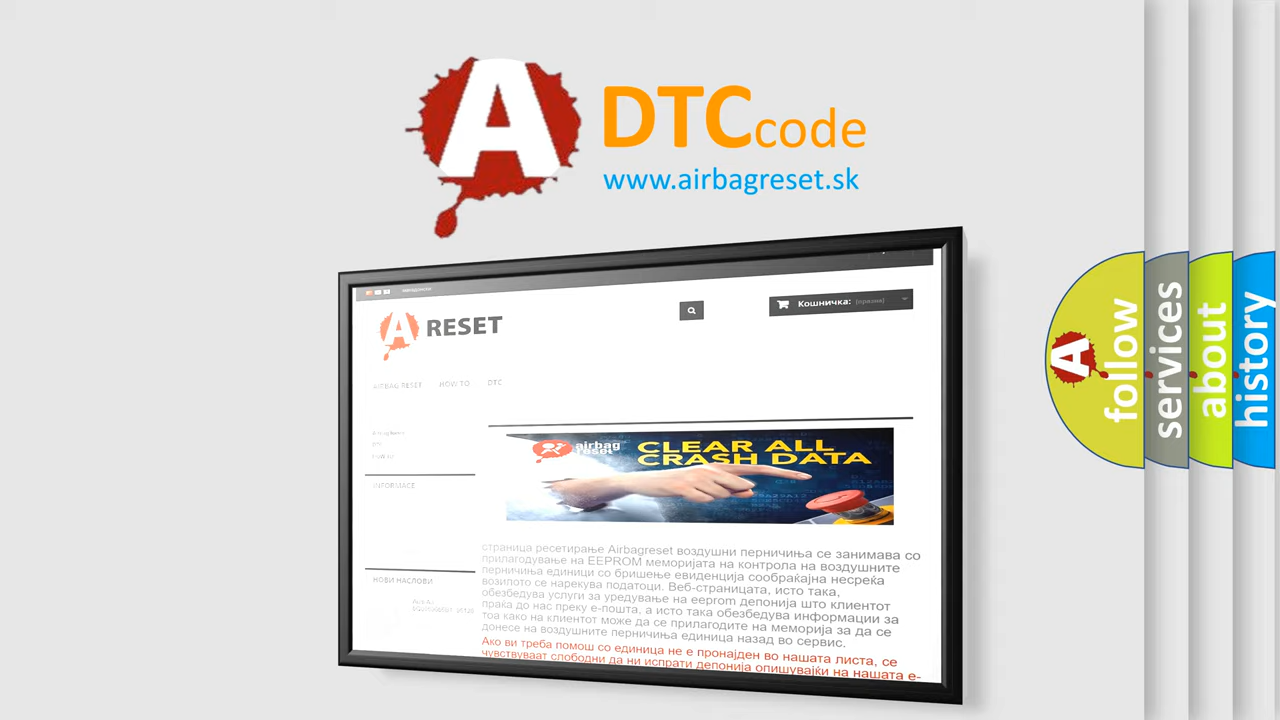 A
DTCcode
www.airbagreset.sk
Кошничка: (празни)
A RESET
AIRBAG RESET HOW TO DTC
airbag
reset
CLEAR ALL
CRASH DATA
INFORMACE
НОВИ НАСЛОВИ
страница ресетирање Airbagreset воздушни перничиња се занимава со
прилагодување на EEPROM меморијата на контрола на воздушните
перничиња единици со бришење евиденција сообраќајна несреќа
возилото се нарекува податоци. Веб-страницата, исто така,
обезбедува услуги за уредување на eeprom депонија што клиентот
праќа до нас преку е-пошта, а исто така обезбедува информации за
тоа како на клиентот може да се прилагодите на меморија за да се
донесе на воздушните перничиња единица назад во сервис.
Ако ви треба помош со единица не е пронајден во нашата листа, се
чувствуваат слободни да ни испрати депонија опишувајќи на нашата е-
A
follow
services
about
history